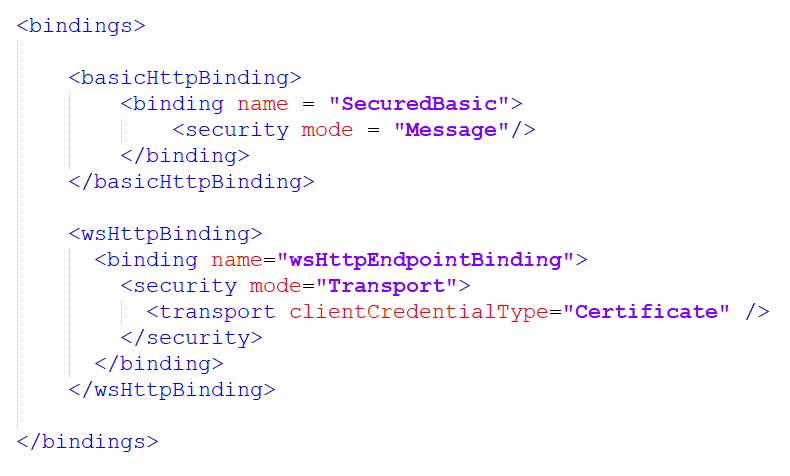 <bindings>
<basicHttpBinding>
<binding name = "SecuredBasic">
<security mode = "Message"/>
</binding>
</basicHttpBinding>
<wsHttpBinding>
<binding name="wsHttpEndpointBinding">
<security mode="Transport">
<transport clientCredentialType="Certificate" />
</security>
</binding>
</wsHttpBinding>
</bindings>